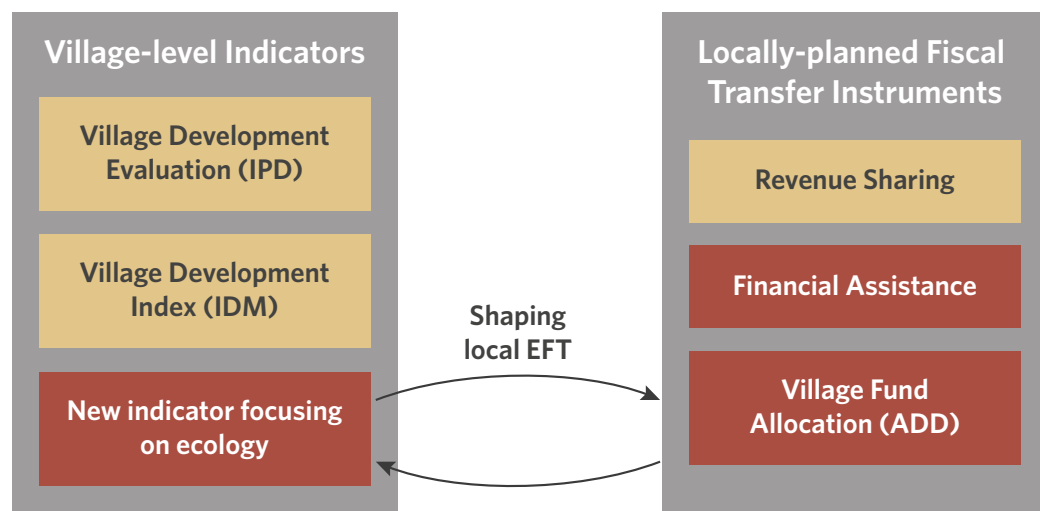 Village-level Indicators
Village Development
Evaluation (IPD)
Village Development
Index (IDM)
New indicator focusing
on ecology
Shaping
local EFT
Locally-planned Fiscal
Transfer Instruments
Revenue Sharing
Financial Assistance
Village Fund
Allocation (ADD)